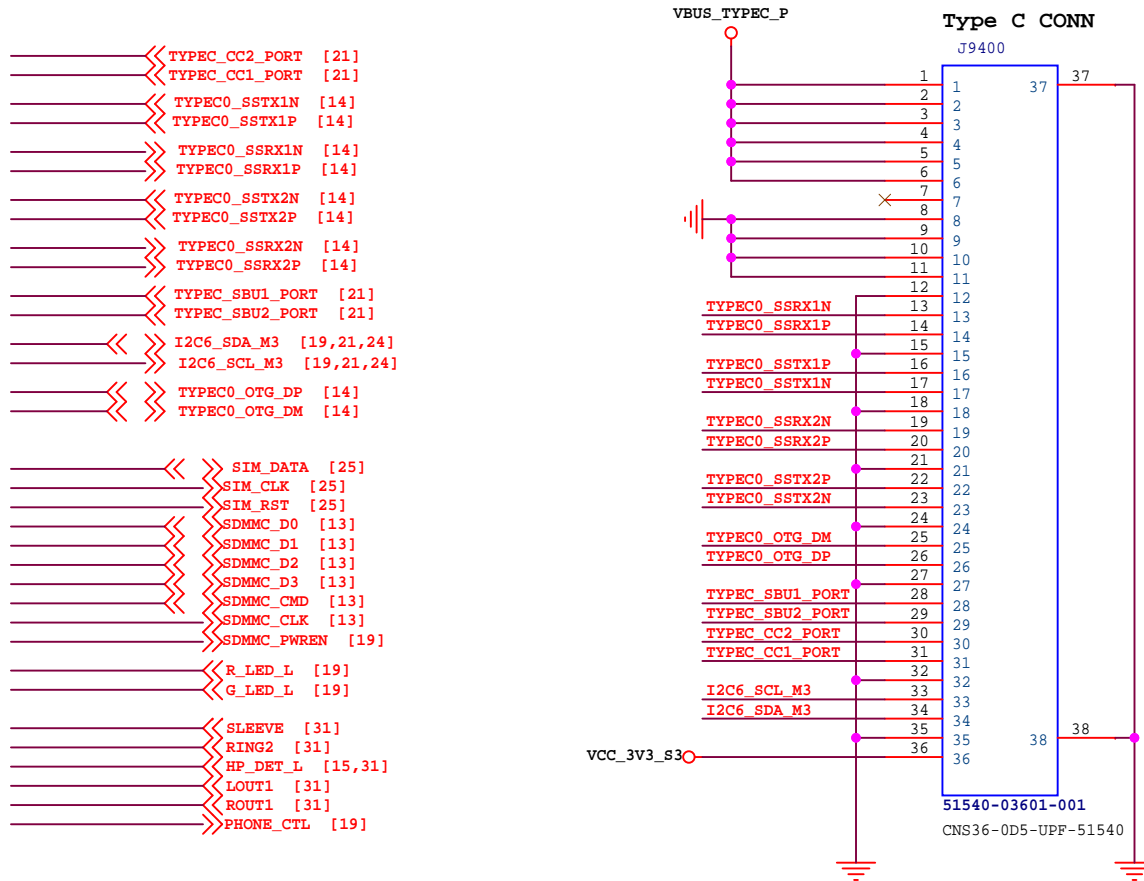 TYPEC_CC2_PORT [21]
TYPEC_CC1_PORT [21]
TYPEC0_SSTX1N [14]
TYPEC0_SSTX1P [14]
TYPEC0_SSRX1N [14]
TYPEC0_SSRX1P [14]
TYPEC0_SSTX2N [14]
TYPEC0_SSTX2P [14]
TYPEC0_SSRX2N [14]
TYPEC0_SSRX2P [14]
TYPEC_SBU1_PORT [21]
TYPEC_SBU2_PORT [21]
I2C6_SDA_M3 [19,21,24]
I2C6_SCL_M3 [19,21,24]
TYPEC0_OTG_DP [14]
TYPEC0_OTG_DM [14]
SIM_DATA [25]
SIM_CLK [25]
SIM_RST [25]
SDMMC_D0 [13]
SDMMC_D1 [13]
SDMMC_D2 [13]
SDMMC_D3 [13]
SDMMC_CMD [13]
SDMMC_CLK [13]
SDMMC_PWREN [19]
R_LED_L [19]
G_LED_L [19]
SLEEVE [31]
RING2 [31]
HP_DET_L [15,31]
LOUT1 [31]
ROUT1 [31]
PHONE_CTL [19]
VBUS_TYPEC_P
Type C CONN
J9400
1 1 37 37
2 2
3 3
4 4
5 5
6 6
7 7
8 8
9 9
10 10
11 11
12 12
TYPEC0_SSRX1N 13 13
TYPEC0_SSRX1P 14 14
15 15
TYPEC0_SSTX1P 16 16
TYPEC0_SSTX1N 17 17
18 18
TYPEC0_SSRX2N 19 19
TYPEC0_SSRX2P 20 20
21 21
TYPEC0_SSTX2P 22 22
TYPEC0_SSTX2N 23 23
24 24
TYPEC0_OTG_DM 25 25
TYPEC0_OTG_DP 26 26
27 27
TYPEC_SBU1_PORT 28 28
TYPEC_SBU2_PORT 29 29
TYPEC_CC2_PORT 30 30
TYPEC_CC1_PORT 31 31
32 32
I2C6_SCL_M3 33 33
I2C6_SDA_M3 34 34
35 35 38 38
VCC_3V3_S3 36 36
51540-03601-001
CNS36-0D5-UPF-51540